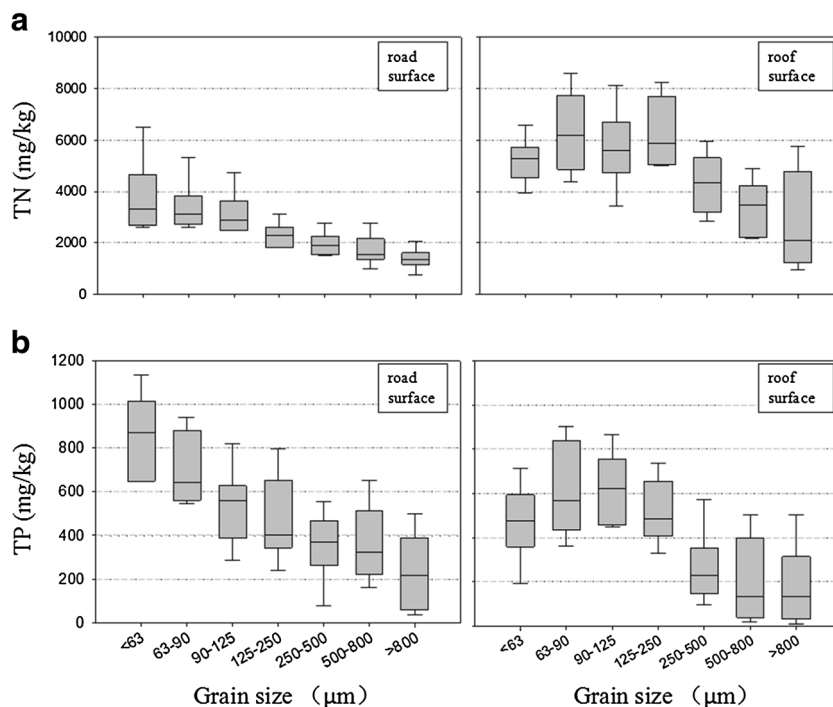 a
10000
8000
6000
4000
2000
0
TN (mg/kg)
road
surface
roof
surface
b
1200
1000
800
600
400
200
0
TP (mg/kg)
road
surface
roof
surface
<63 63-90 90-125 125-250 250-500 500-800 >800
<63 63-90 90-125 125-250 250-500 500-800 >800
Grain size （μm）
Grain size （μm）